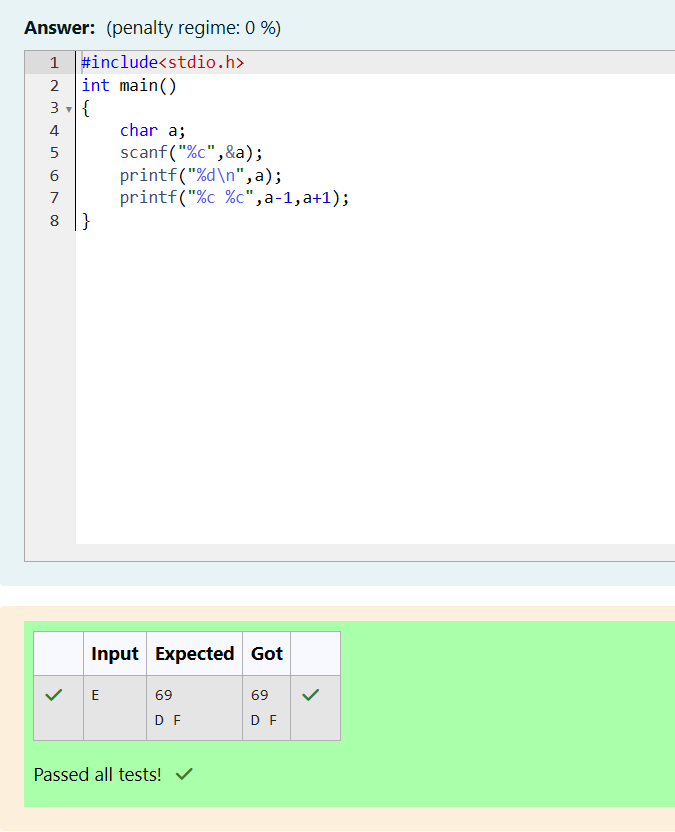 Answer: (penalty regime: 0 %)
1 #include<stdio.h>
2 int main()
3 {
4     char a;
5     scanf("%c",&a);
6     printf("%d\n",a);
7     printf("%c %c",a-1,a+1);
8 }
Input Expected Got
E 69 69
D F D F
Passed all tests!